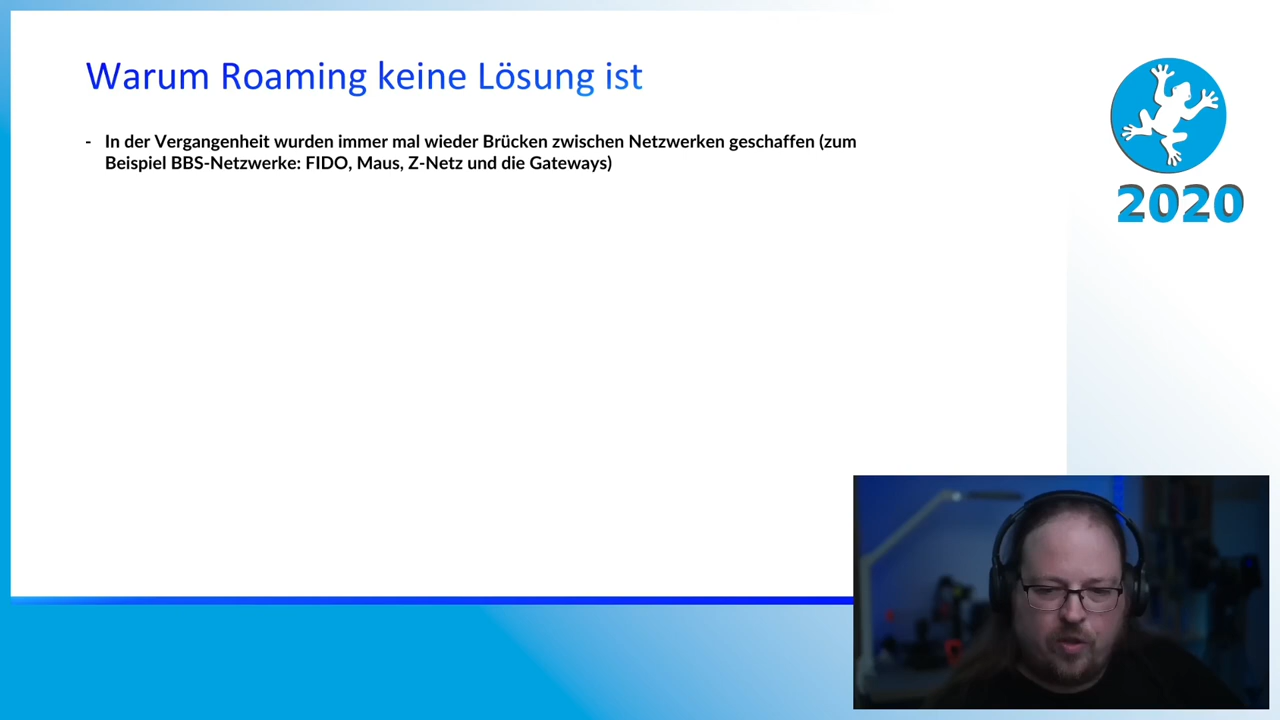 Warum Roaming keine Lösung ist
- In der Vergangenheit wurden immer mal wieder Brücken zwischen Netzwerken geschaffen (zum
Beispiel BBS-Netzwerke: FIDO, Maus, Z-Netz und die Gateways)
2020